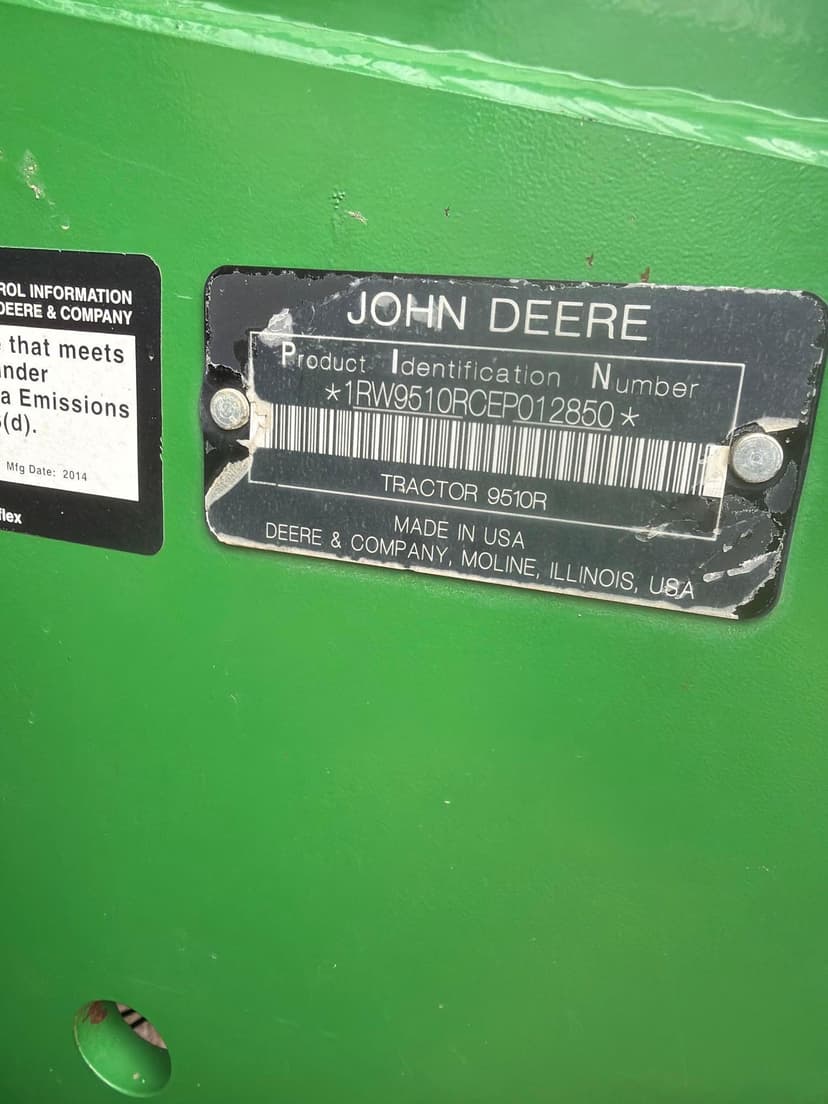 ROL INFORMATION
DEERE & COMPANY
that meets
nder
a Emissions
(d).
Mfg Date: 2014
flex
JOHN DEERE
Product Identification Number
*1RW9510RCEP012850*
TRACTOR 9510R
MADE IN USA
DEERE & COMPANY, MOLINE, ILLINOIS, USA